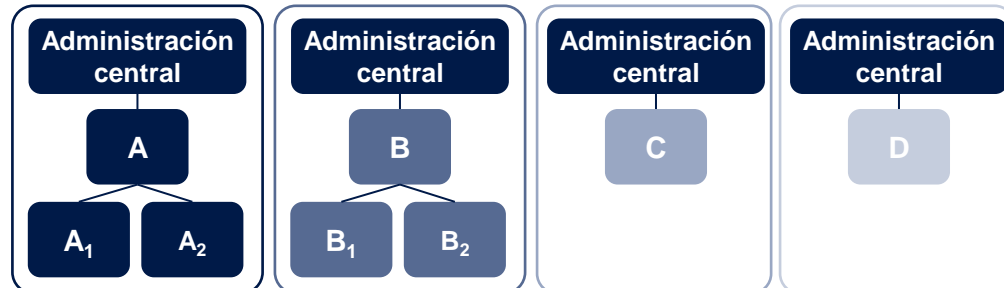 Administración
central
A
A1
A2
Administración
central
B
B1
B2
Administración
central
C
Administración
central
D